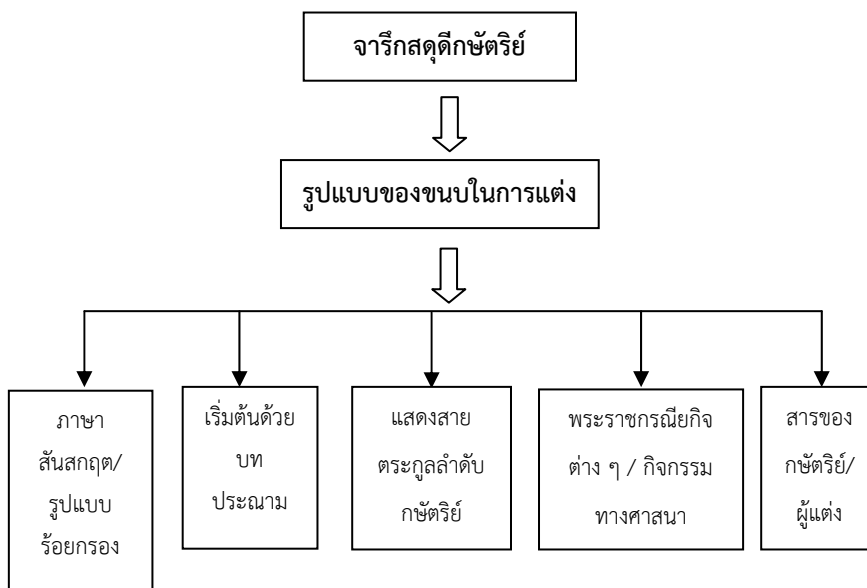 จารึกสดุดีกษัตริย์
รูปแบบของขนบในการแต่ง
ภาษา
สันสกฤต/
รูปแบบ
ร้อยกรอง
เริ่มต้นด้วย
บท
ประณาม
แสดงสาย
ตระกูลลำดับ
กษัตริย์
พระราชกรณียกิจ
ต่าง ๆ / กิจกรรม
ทางศาสนา
สารของ
กษัตริย์/
ผู้แต่ง